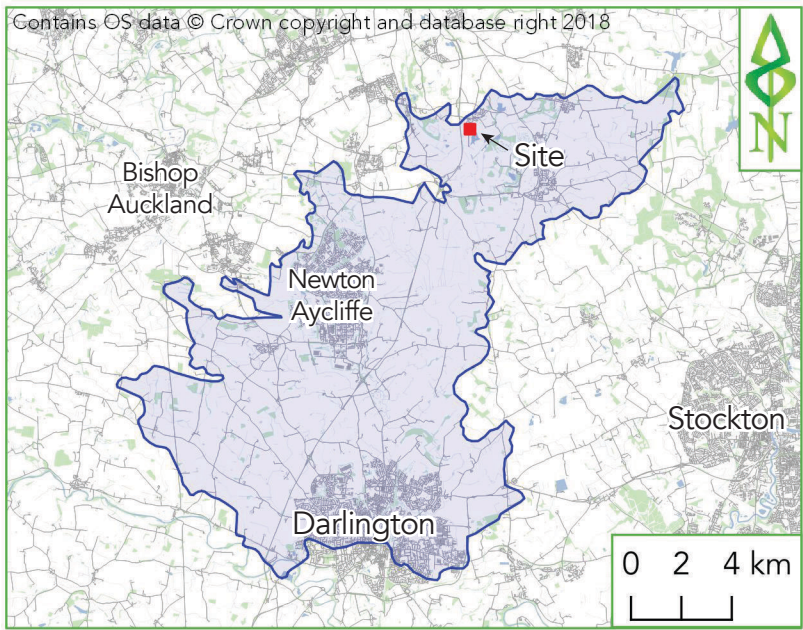 Contains OS data © Crown copyright and database right 2018
N
Site
Bishop
Auckland
Newton
Aycliffe
Stockton
Darlington
0 2 4 km